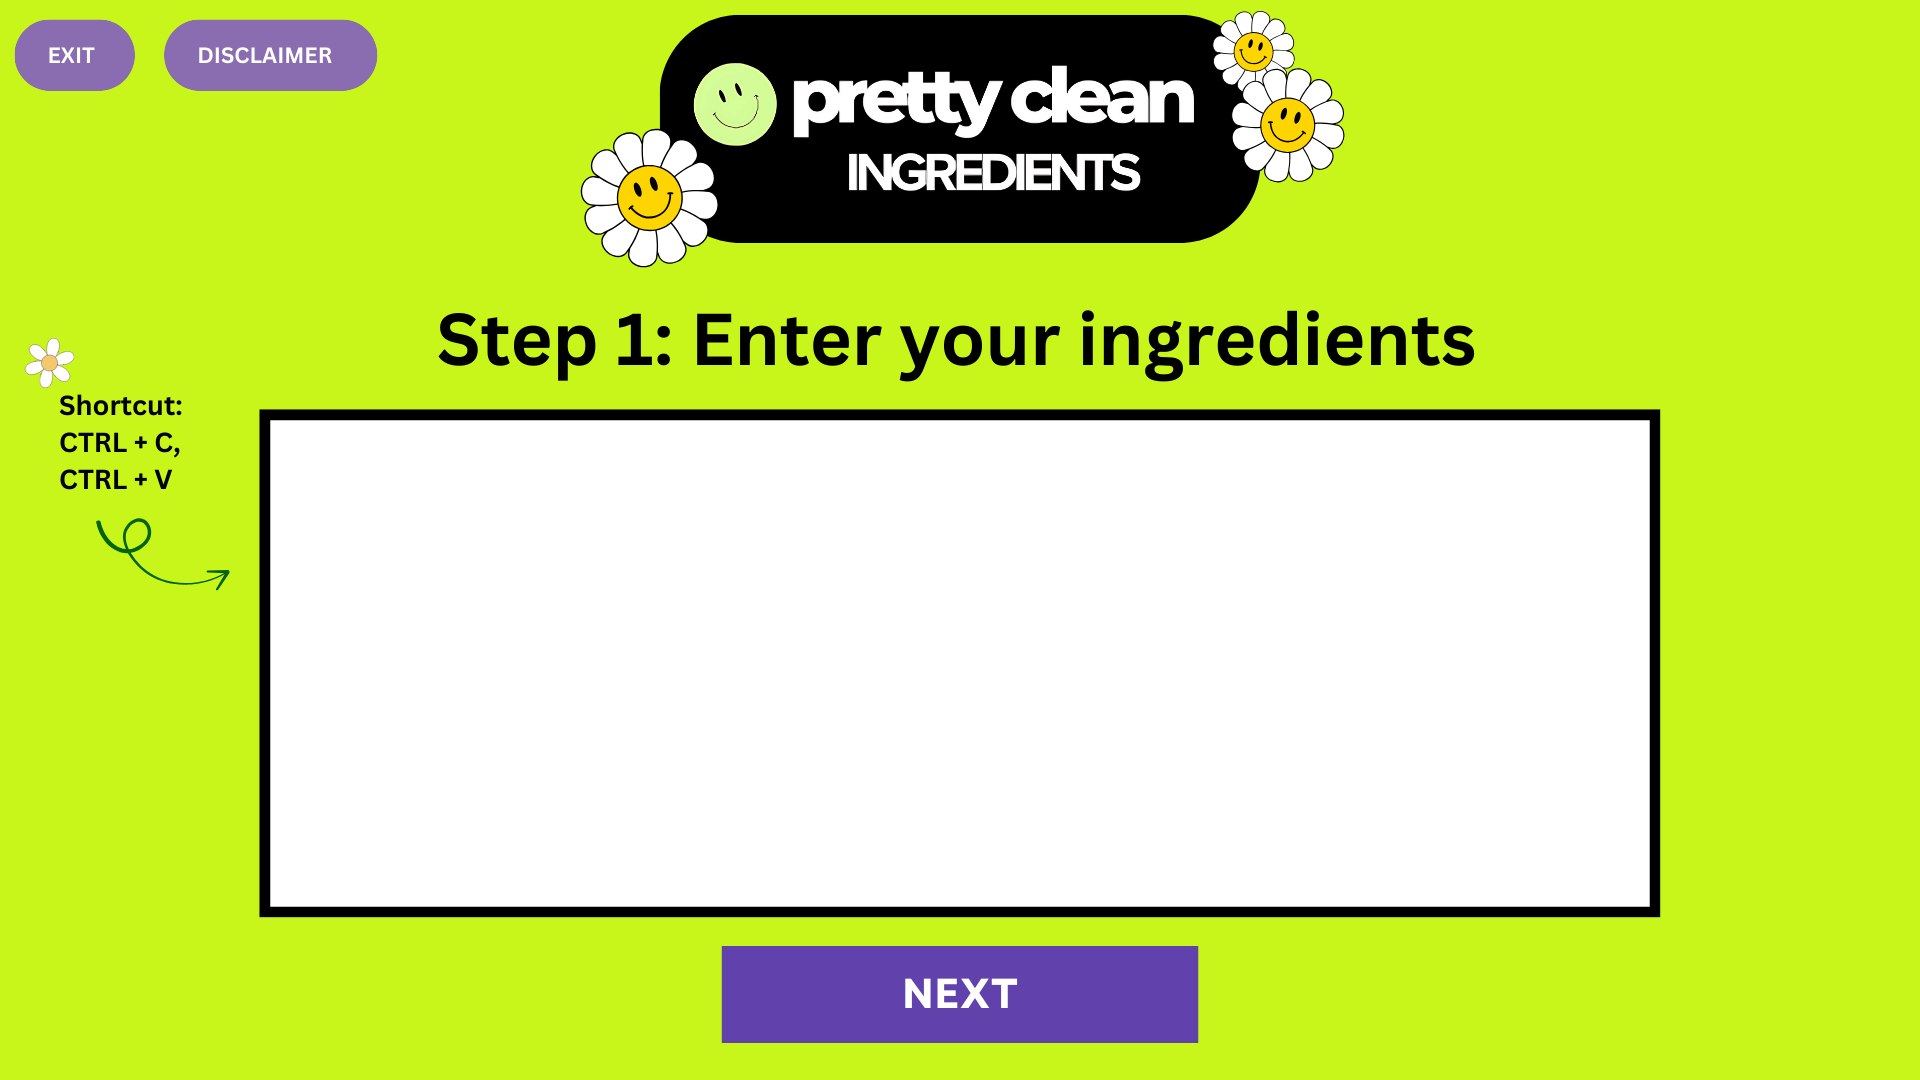 EXIT
DISCLAIMER
pretty clean
INGREDIENTS
Step 1: Enter your ingredients
Shortcut:
CTRL + C,
CTRL + V
NEXT